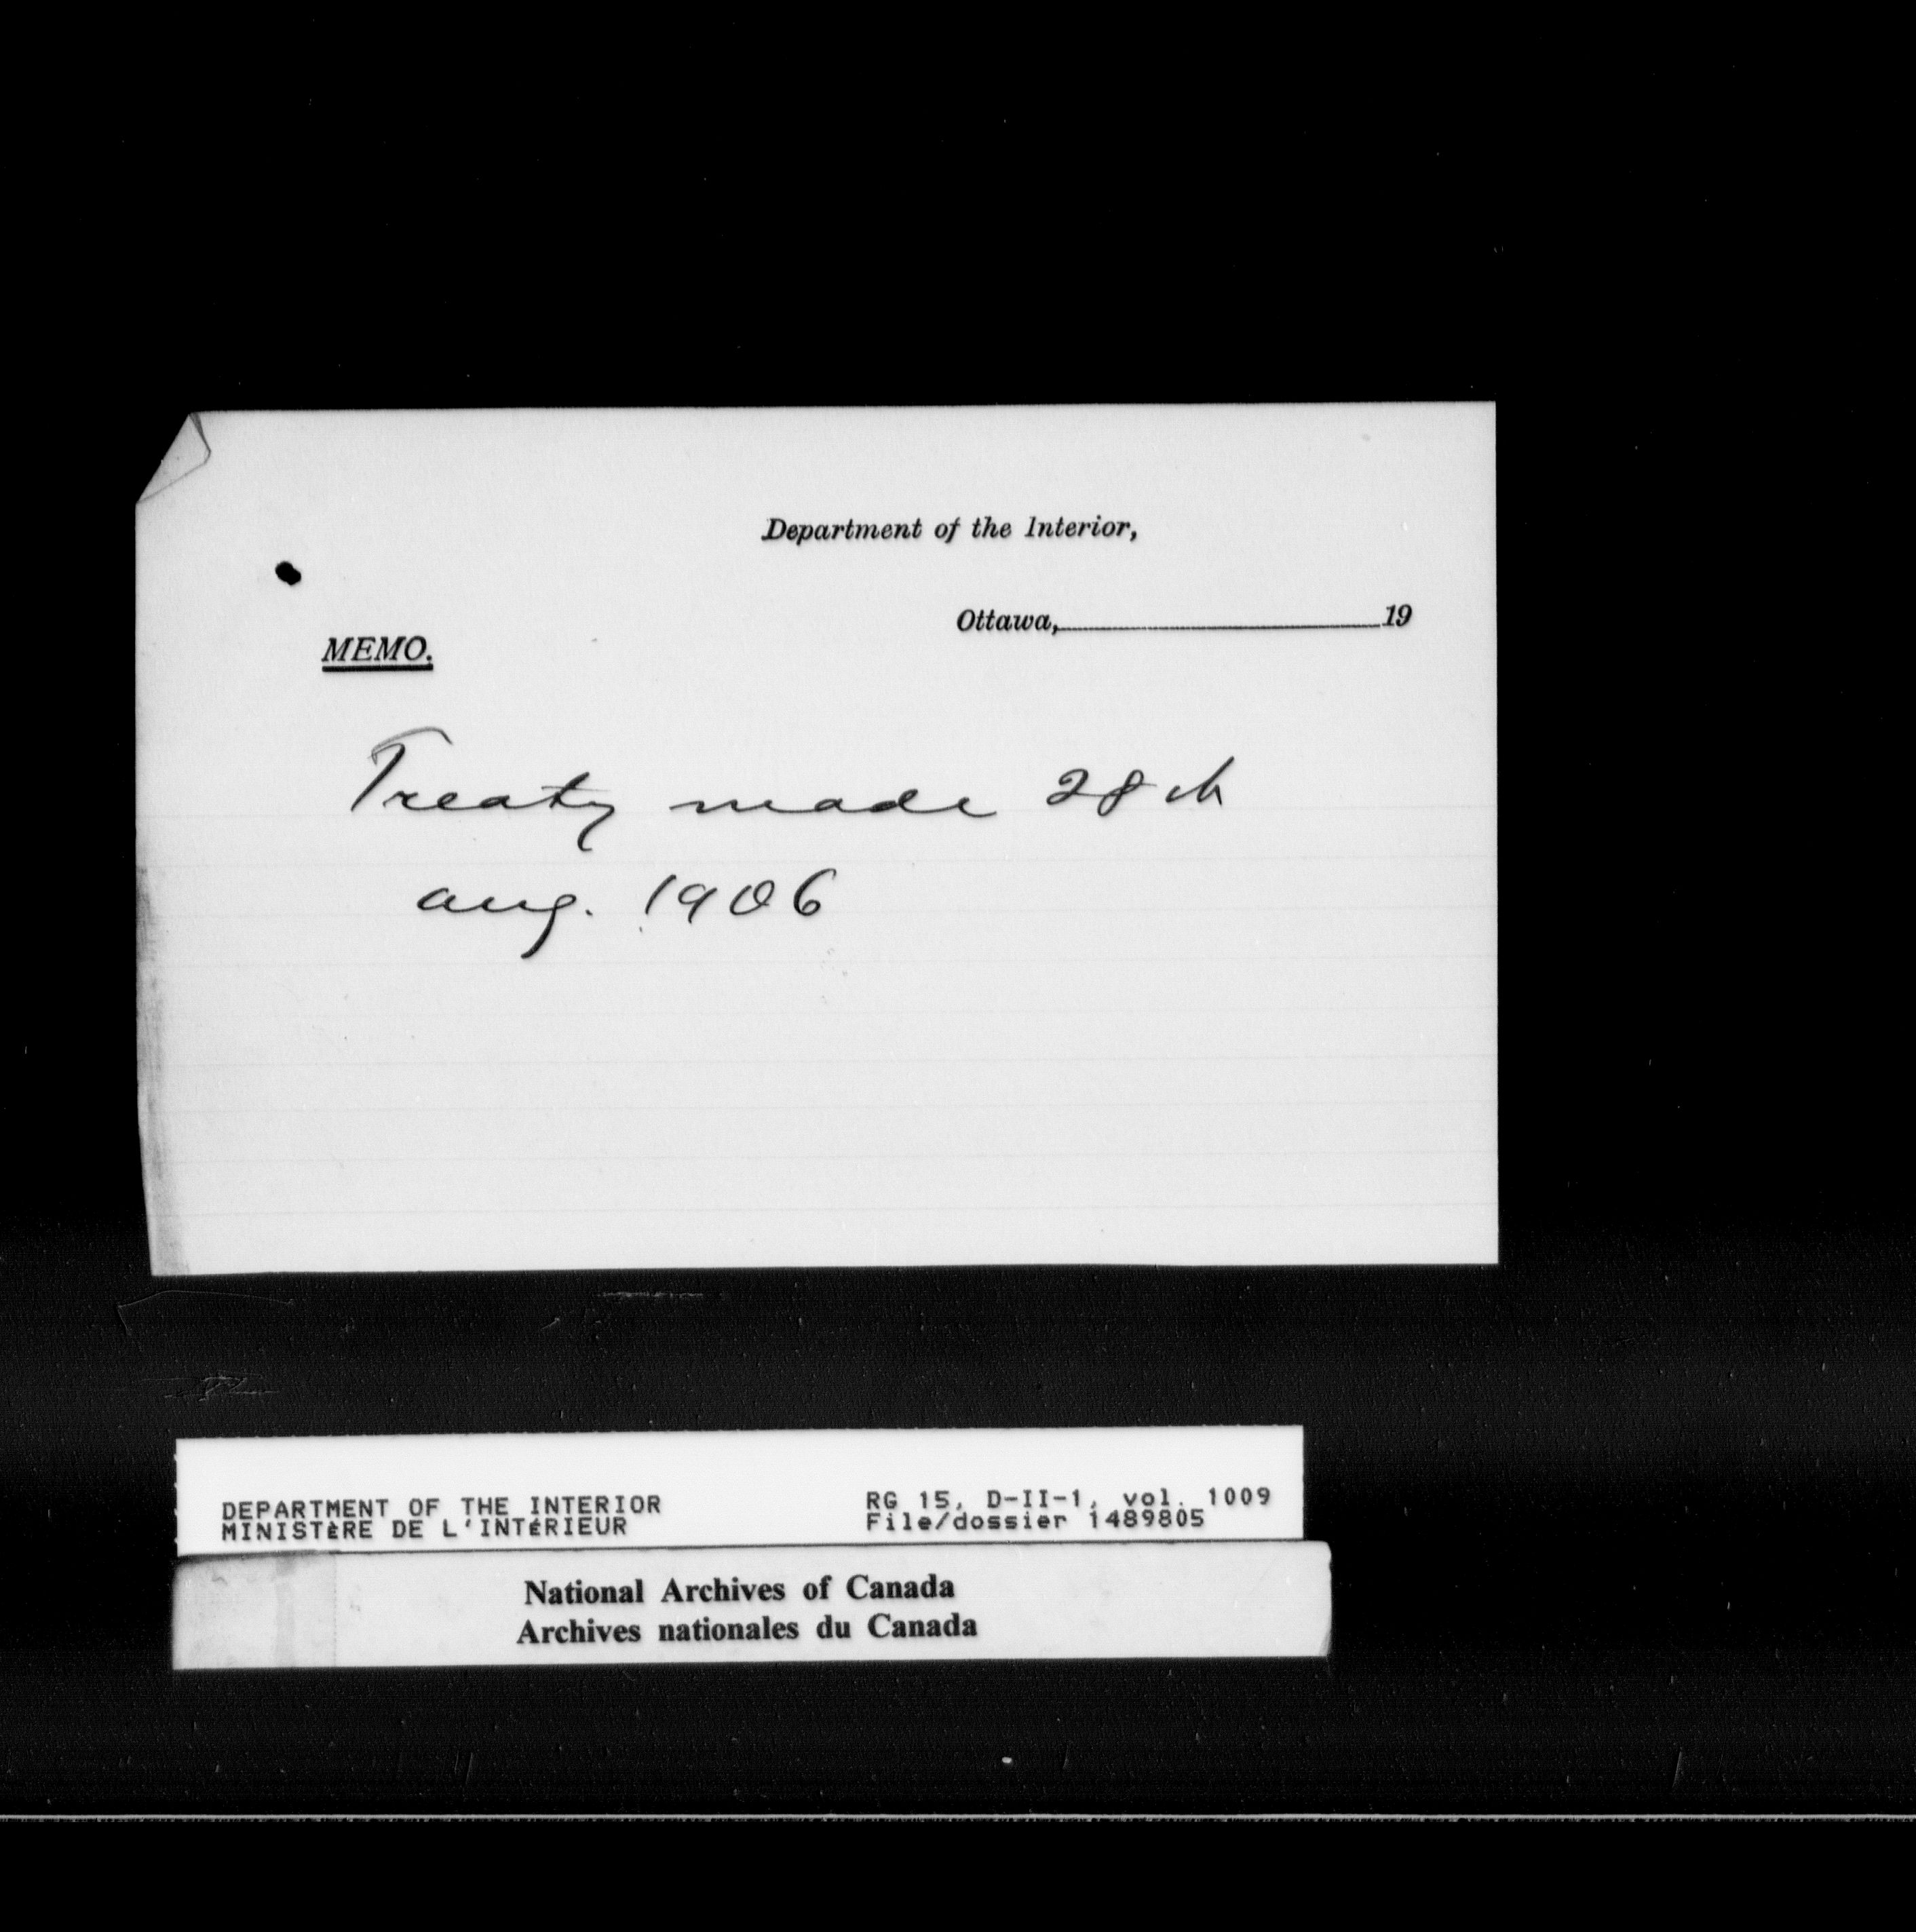 Department of the Interior,
Ottawa,____________19
MEMO.
Treaty made 28th
aug. 1906
DEPARTMENT OF THE INTERIOR RG 15, D-II-1, vol. 1009
MINISTÈRE DE L'INTÉRIEUR File/dossier 1489805
National Archives of Canada
Archives nationales du Canada